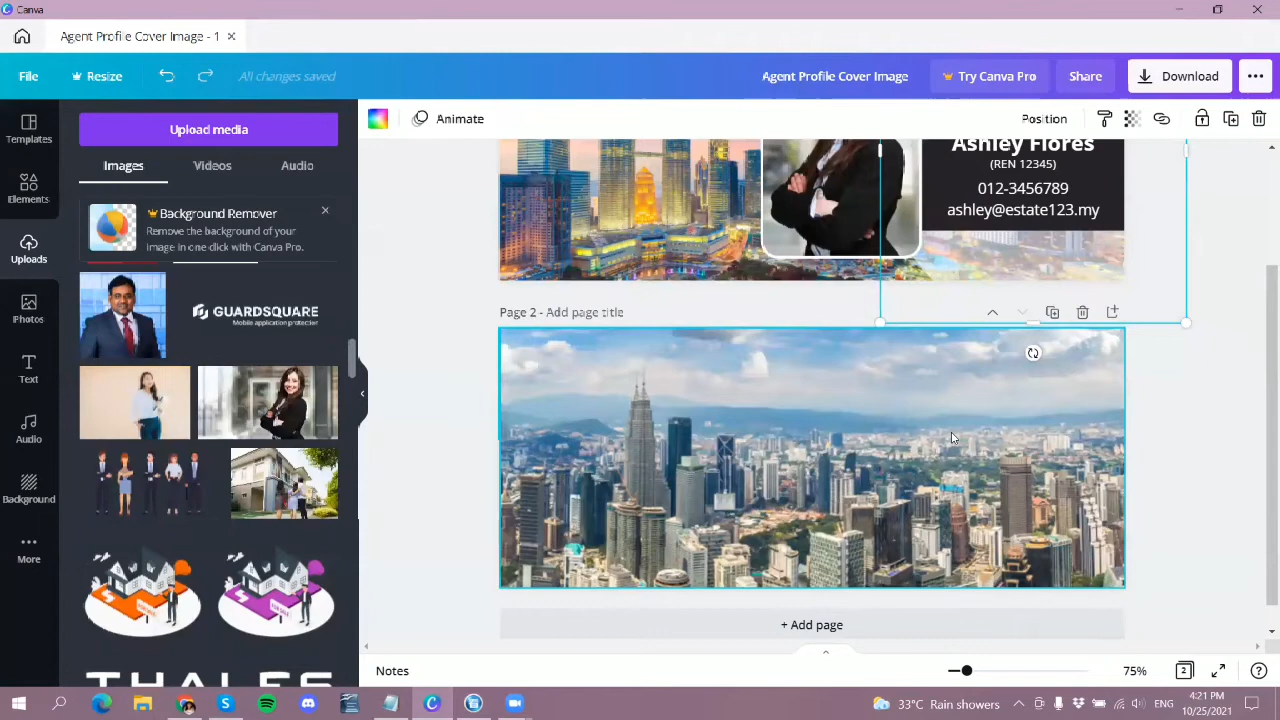 Canva
Agent Profile Cover Image - 1
File
Resize
All changes saved
Agent Profile Cover Image
Try Canva Pro
Share
Download
Templates
Elements
Uploads
Photos
Text
Audio
Background
More
Upload media
Images
Videos
Audio
Background Remover
Remove the background of your
image in one click with Canva Pro.
GUARDSQUARE
Mobile application protection
THALES
Animate
Position
Ashley Flores
(REN 12345)
012-3456789
ashley@estate123.my
Page 2 - Add page title
+ Add page
Notes
75%
2
33°C Rain showers
ENG
4:21 PM
10/25/2021